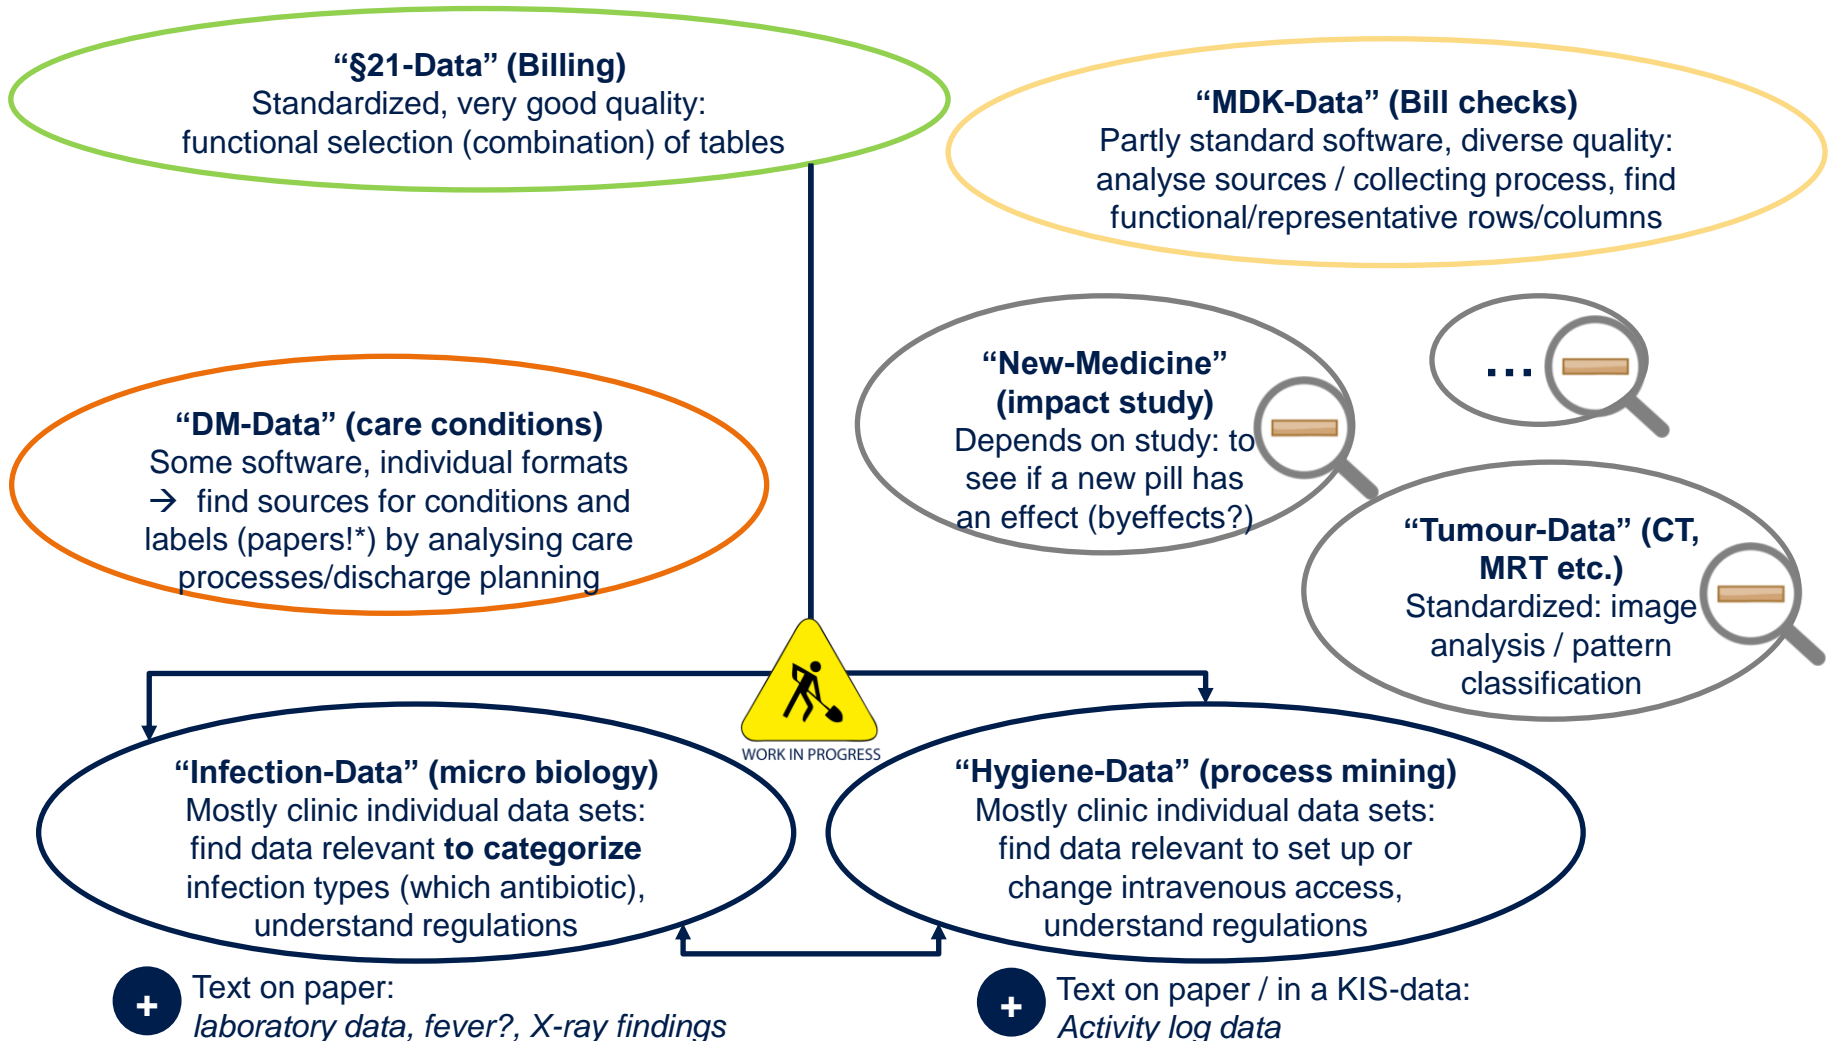 “§21-Data” (Billing)
Standardized, very good quality:
functional selection (combination) of tables
“MDK-Data” (Bill checks)
Partly standard software, diverse quality:
analyse sources / collecting process, find
functional/representative rows/columns
“New-Medicine”
(impact study)
Depends on study: to
see if a new pill has
an effect (byeffects?)
...
“DM-Data” (care conditions)
Some software, individual formats
→ find sources for conditions and
labels (papers!*) by analysing care
processes/discharge planning
“Tumour-Data” (CT,
MRT etc.)
Standardized: image
analysis / pattern
classification
WORK IN PROGRESS
“Infection-Data” (micro biology)
Mostly clinic individual data sets:
find data relevant to categorize
infection types (which antibiotic),
understand regulations
“Hygiene-Data” (process mining)
Mostly clinic individual data sets:
find data relevant to set up or
change intravenous access,
understand regulations
+
Text on paper:
laboratory data, fever?, X-ray findings
+
Text on paper / in a KIS-data:
Activity log data